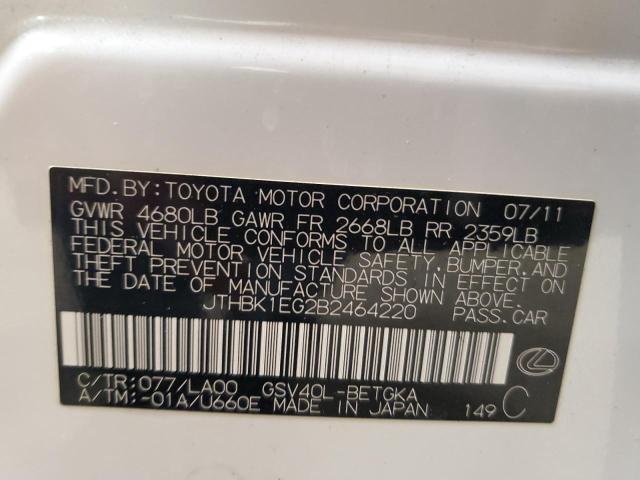 MFD. BY: TOYOTA MOTOR CORPORATION 07/11
GVWR 4680LB GAWR FR 2668LB RR 2359LB
THIS VEHICLE CONFORMS TO ALL APPLICABLE
FEDERAL MOTOR VEHICLE SAFETY, BUMPER, AND
THEFT PREVENTION STANDARDS IN EFFECT ON
THE DATE OF MANUFACTURE SHOWN ABOVE.
JTHBK1EG2B2464220 PASS.CAR
C/TR:077/LA00 GSV40L-BETGKA
A/TM:-01A/U660E MADE IN JAPAN 149 C